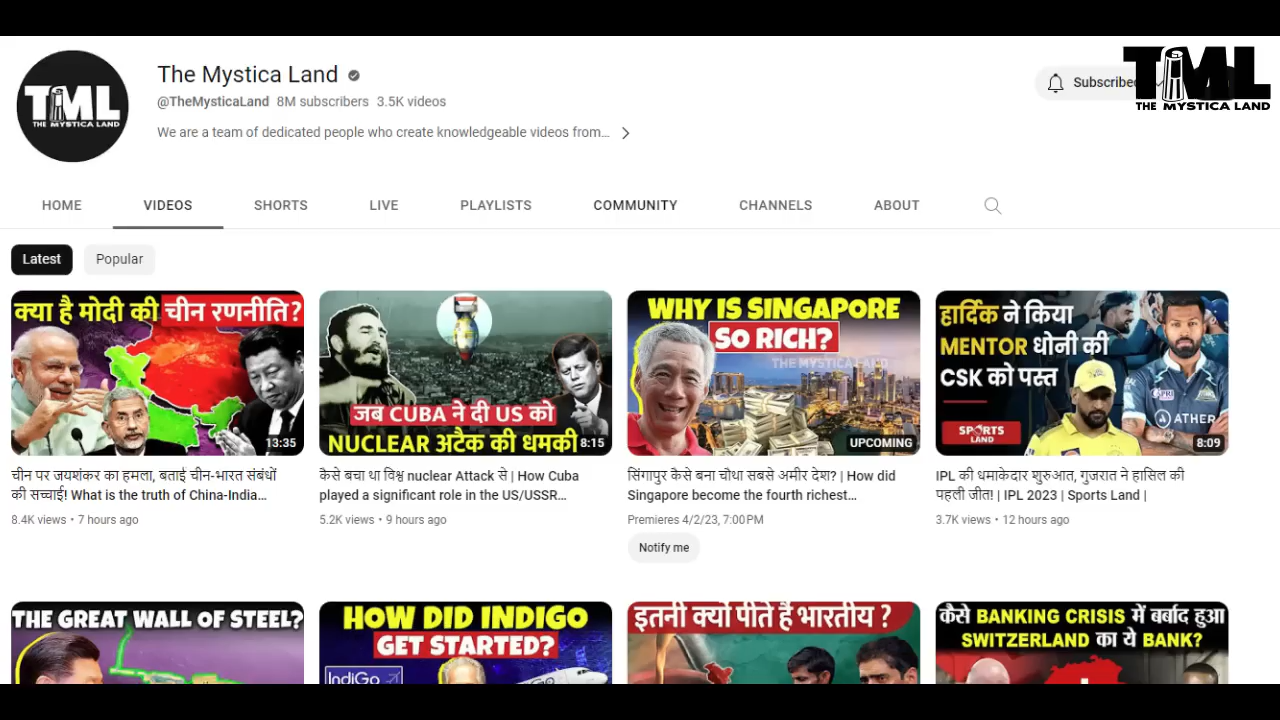 The Mystica Land
@TheMysticaLand 8M subscribers 3.5K videos
We are a team of dedicated people who create knowledgeable videos from...
Subscribed
TML
THE MYSTICA LAND
TML
THE MYSTICA LAND
HOME VIDEOS SHORTS LIVE PLAYLISTS COMMUNITY CHANNELS ABOUT
Latest Popular
क्या है मोदी की चीन रणनीति?
13:35
चीन पर जयशंकर का हमला, बताई चीन-भारत संबंधों
की सच्चाई! What is the truth of China-India...
8.4K views • 7 hours ago
जब CUBA ने दी US को
NUCLEAR अटैक की धमकी
8:15
कैसे बचा था विश्व nuclear Attack से | How Cuba
played a significant role in the US/USSR...
5.2K views • 9 hours ago
WHY IS SINGAPORE
SO RICH?
THE MYSTICA LAND
UPCOMING
सिंगापुर कैसे बना चौथा सबसे अमीर देश? | How did
Singapore become the fourth richest...
Premieres 4/2/23, 7:00 PM
Notify me
हार्दिक ने किया
MENTOR धोनी की
CSK को पस्त
SPORTS
LAND
ATHER
8:09
IPL की धमाकेदार शुरुआत, गुजरात ने हासिल की
पहली जीत! | IPL 2023 | Sports Land |
3.7K views • 12 hours ago
THE GREAT WALL OF STEEL?
HOW DID INDIGO
GET STARTED?
IndiGo
इतनी क्यों पीते हैं भारतीय ?
कैसे BANKING CRISIS में बर्बाद हुआ
SWITZERLAND का ये BANK?